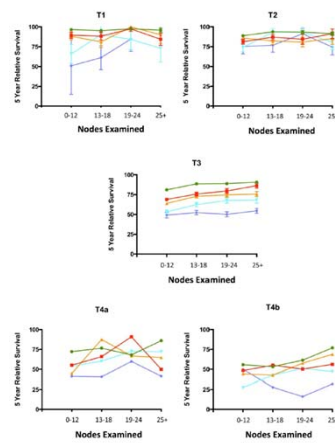 T1
5 Year Relative Survival
100
75
50
25
0
0-12 13-18 19-24 25+
Nodes Examined
T2
5 Year Relative Survival
100
75
50
25
0
0-12 13-18 19-24 25+
Nodes Examined
T3
5 Year Relative Survival
100
75
50
25
0
0-12 13-18 19-24 25+
Nodes Examined
T4a
5 Year Relative Survival
100
75
50
25
0
0-12 13-18 19-24 25+
Nodes Examined
T4b
5 Year Relative Survival
100
75
50
25
0
0-12 13-18 19-24 25+
Nodes Examined